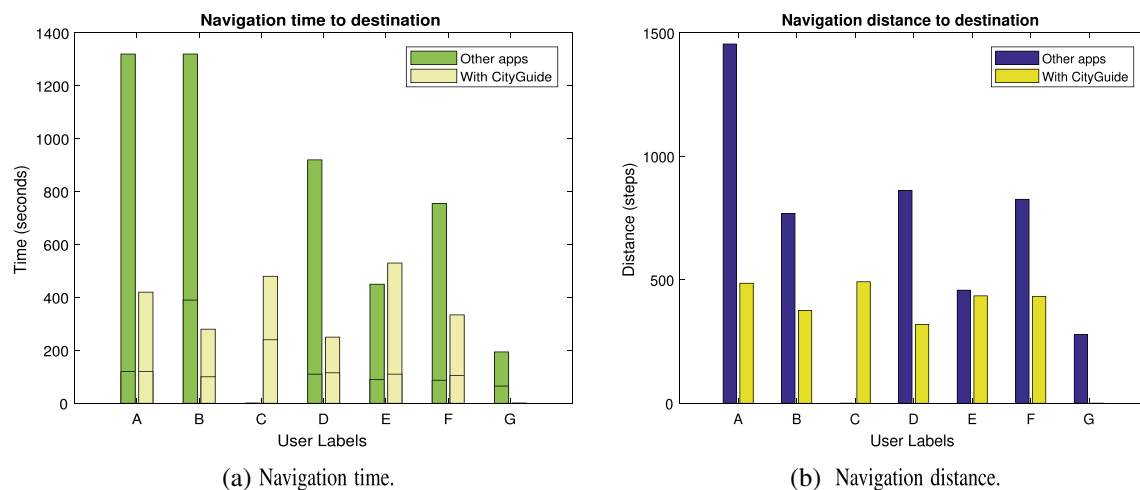 Navigation time to destination
1400
1200
1000
800
600
400
200
0
Time (seconds)
Other apps
With CityGuide
A B C D E F G
User Labels
(a) Navigation time.
Navigation distance to destination
1500
1000
500
0
Distance (steps)
Other apps
With CityGuide
A B C D E F G
User Labels
(b) Navigation distance.